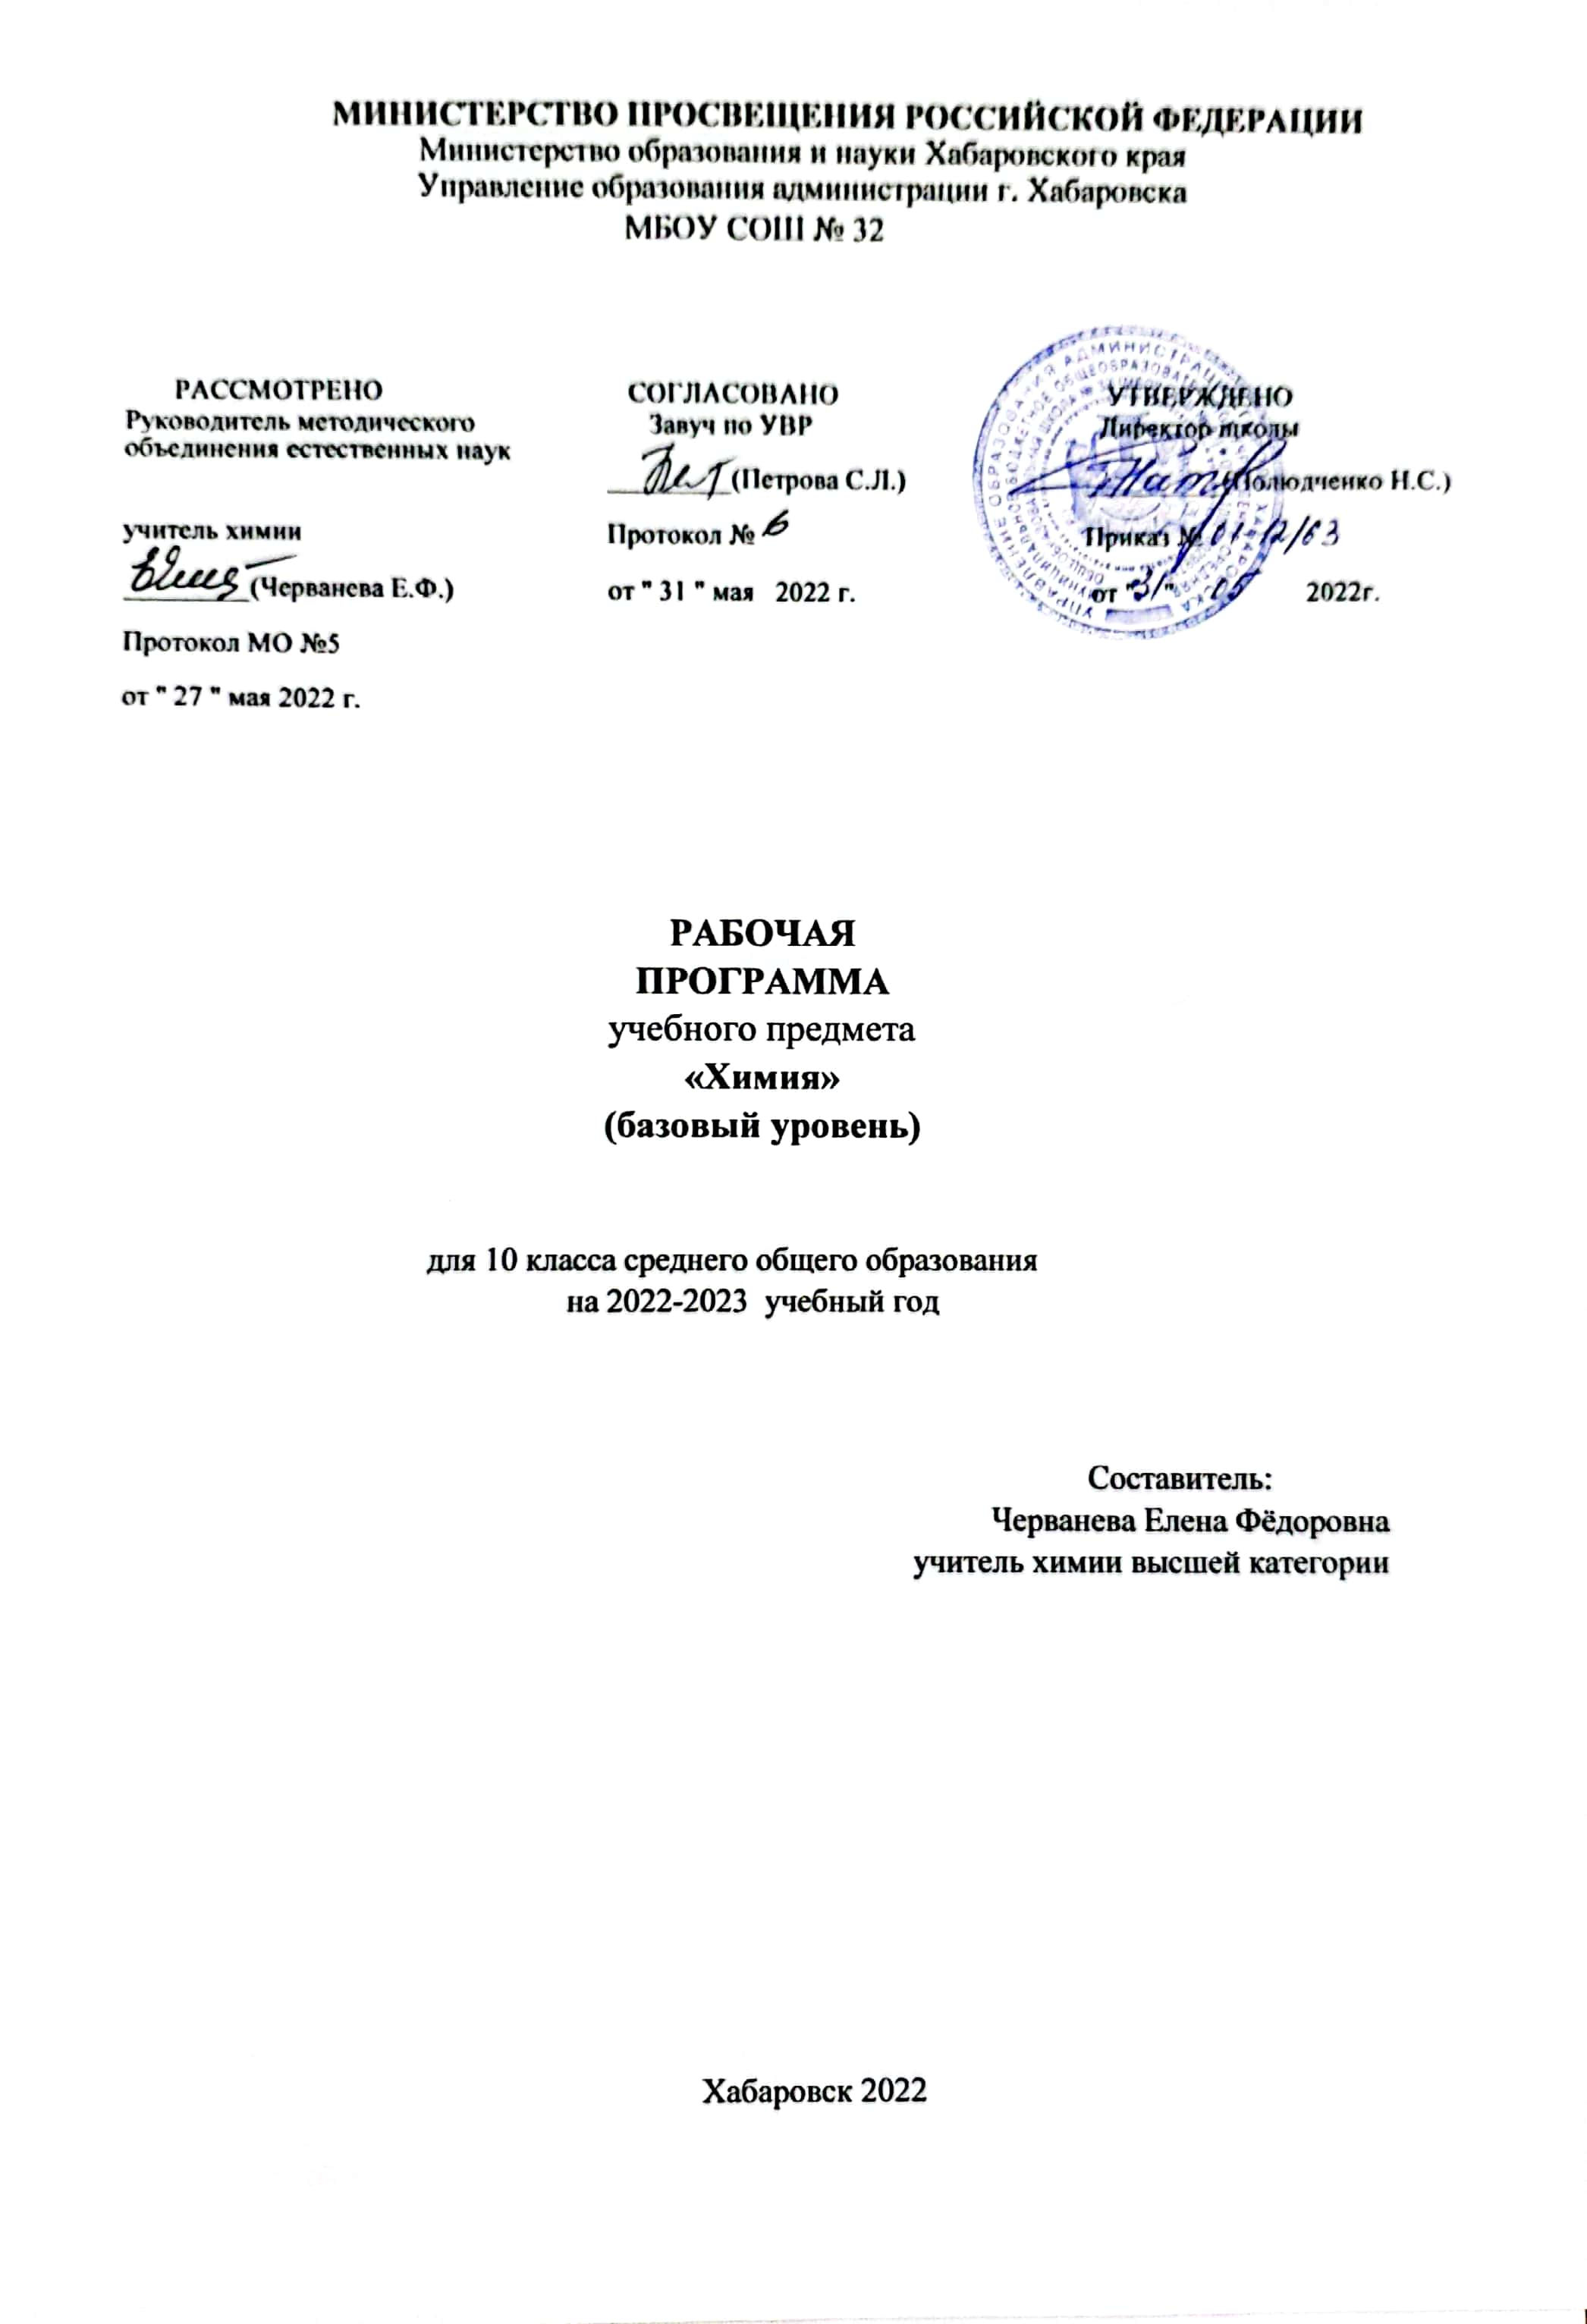 МИНИСТЕРСТВО ПРОСВЕЩЕНИЯ РОССИЙСКОЙ ФЕДЕРАЦИИ
Министерство образования и науки Хабаровского края
Управление образования администрации г. Хабаровска
МБОУ СОШ № 32
РАССМОТРЕНО
Руководитель методического
объединения естественных наук
учитель химии
(Черванева Е.Ф.)
Протокол МО №5
от " 27 " мая 2022 г.
СОГЛАСОВАНО
Завуч по УВР
(Петрова С.Л.)
Протокол № 6
от " 31 " мая 2022 г.
УТВЕРЖДЕНО
Директор школы
(Полюдченко Н.С.)
Приказ № 01-12/63
от "31" 05 2022г.
РАБОЧАЯ
ПРОГРАММА
учебного предмета
«Химия»
(базовый уровень)
для 10 класса среднего общего образования
на 2022-2023 учебный год
Составитель:
Черванева Елена Фёдоровна
учитель химии высшей категории
Хабаровск 2022